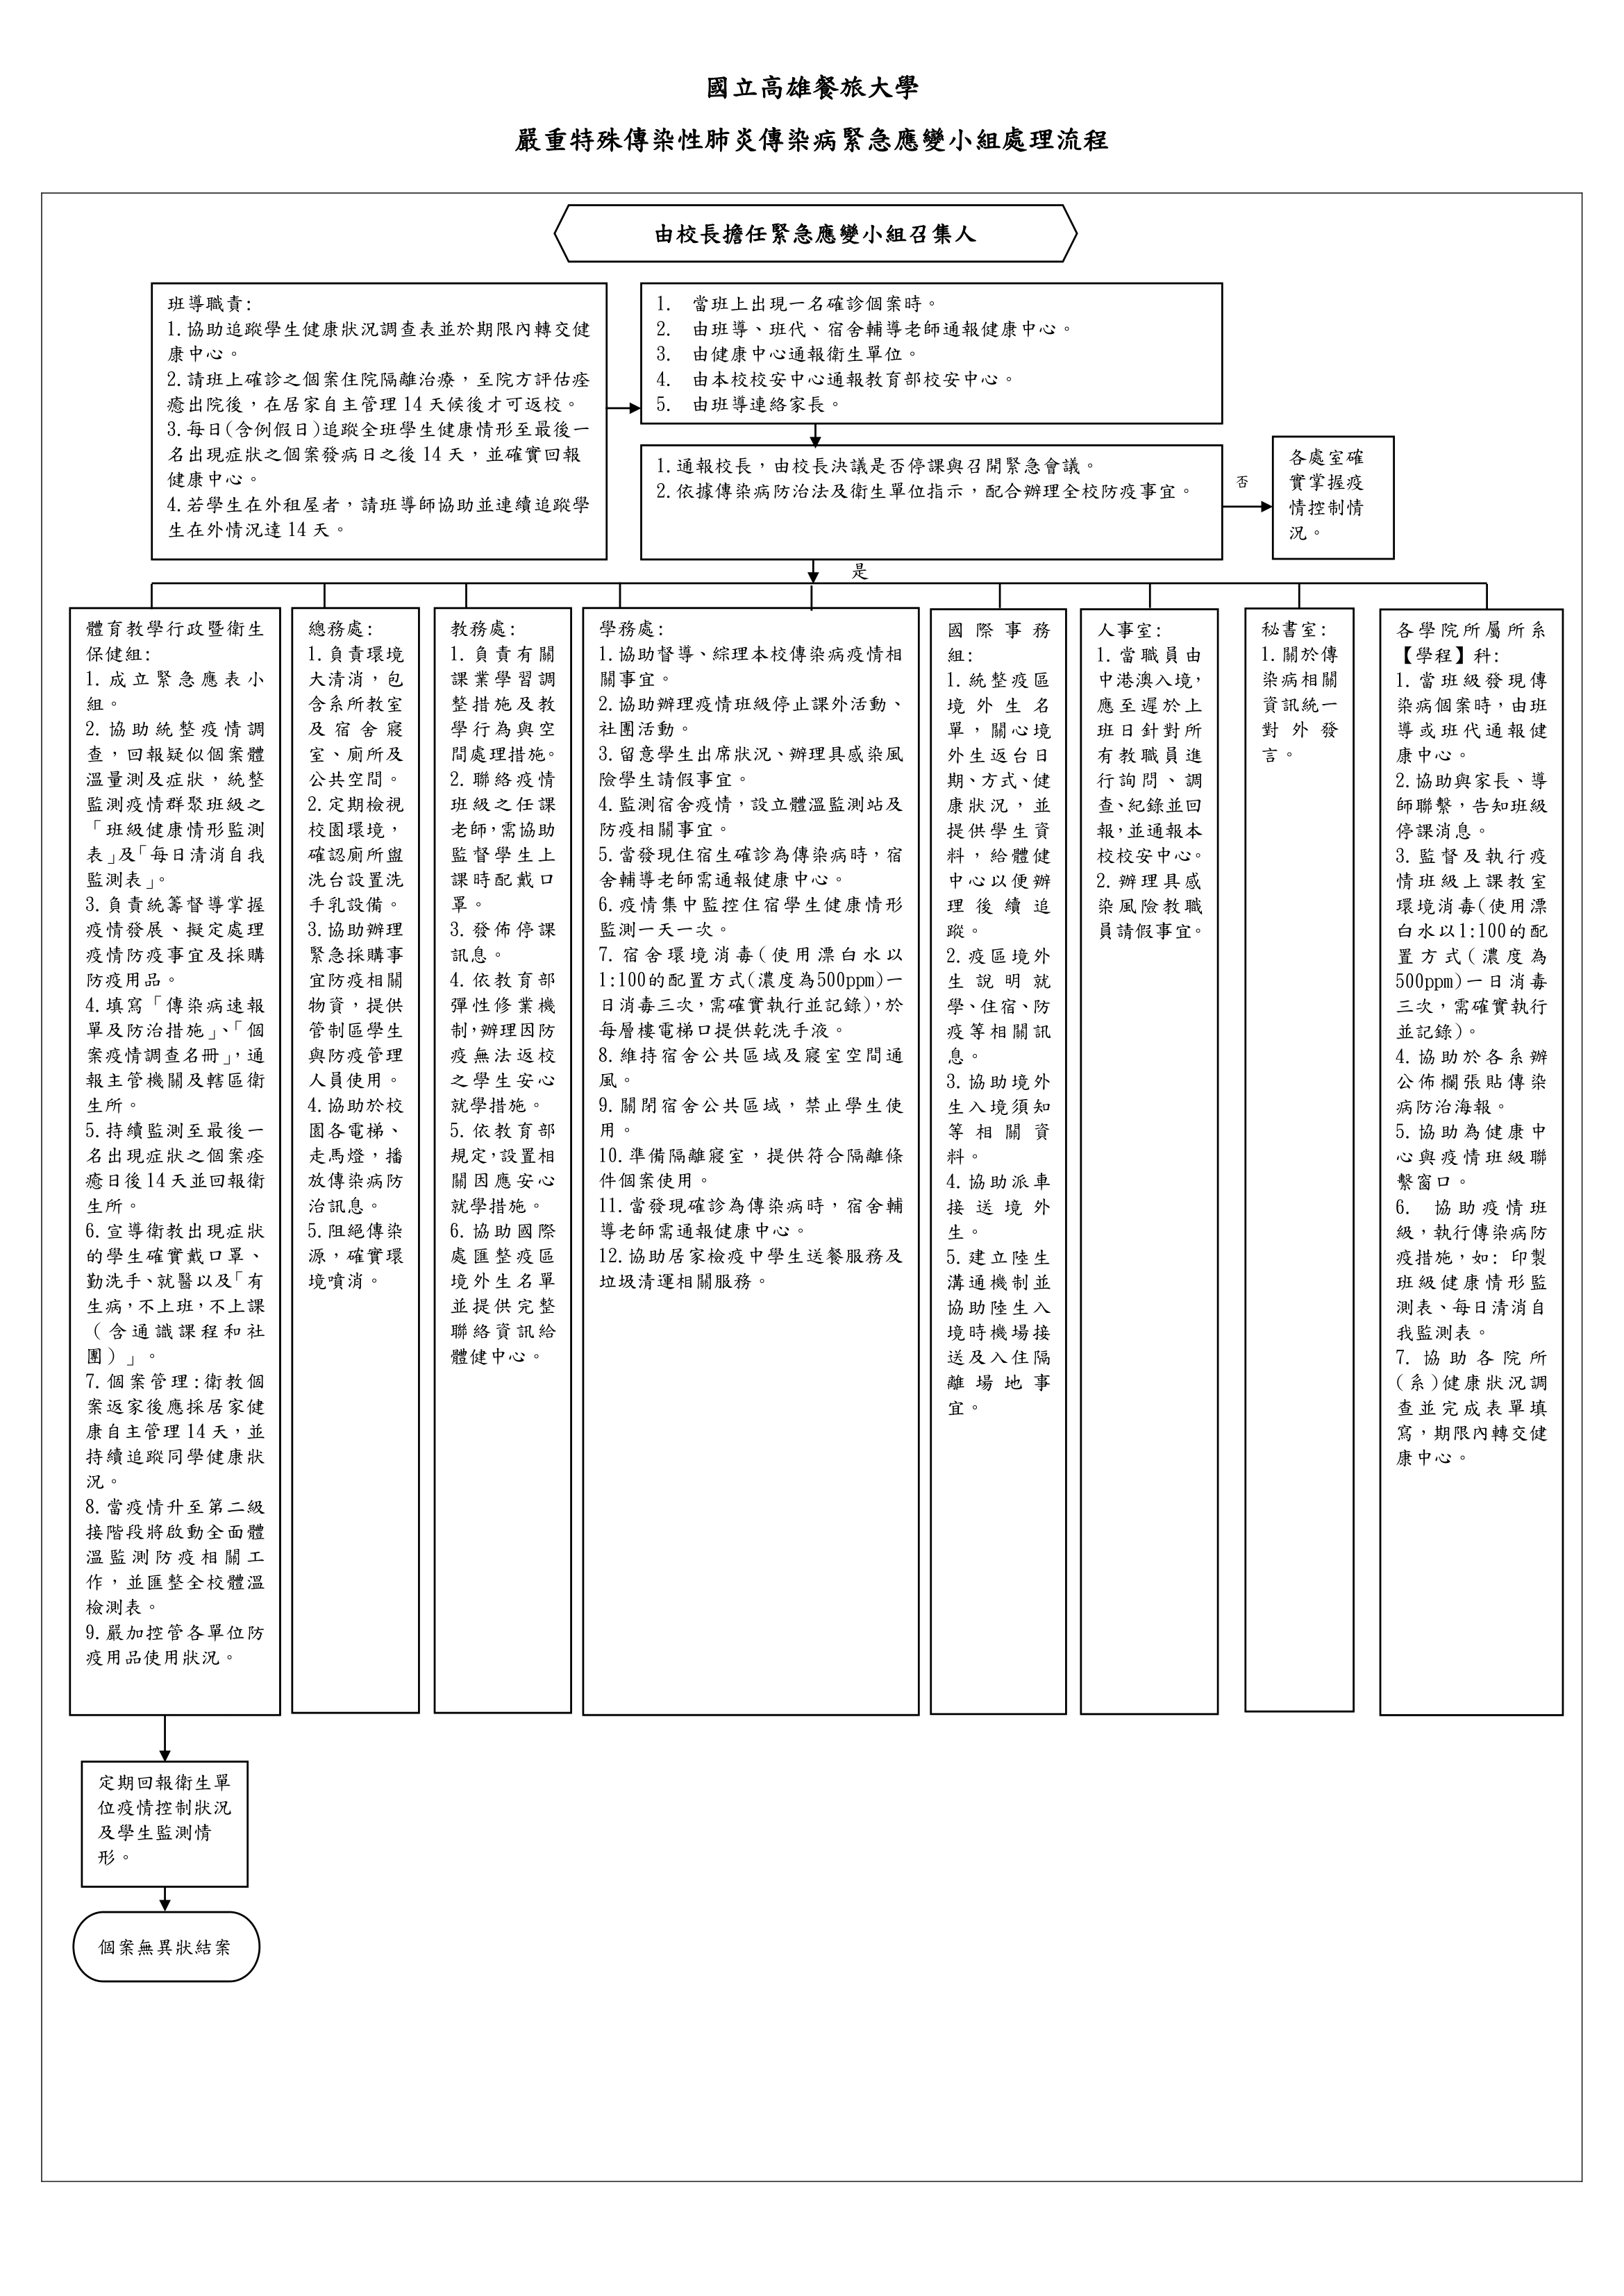 國立高雄餐旅大學
嚴重特殊傳染性肺炎傳染病緊急應變小組處理流程
由校長擔任緊急應變小組召集人
班導職責:
1.協助追蹤學生健康狀況調查表並於期限內轉交健
康中心。
2.請班上確診之個案住院隔離治療，至院方評估痊
癒出院後，在居家自主管理14天候後才可返校。
3.每日(含例假日)追蹤全班學生健康情形至最後一
名出現症狀之個案發病日之後14天，並確實回報
健康中心。
4.若學生在外租屋者，請班導師協助並連續追蹤學
生在外情況達14天。
1. 當班上出現一名確診個案時。
2. 由班導、班代、宿舍輔導老師通報健康中心。
3. 由健康中心通報衛生單位。
4. 由本校校安中心通報教育部校安中心。
5. 由班導連絡家長。
1.通報校長，由校長決議是否停課與召開緊急會議。
2.依據傳染病防治法及衛生單位指示，配合辦理全校防疫事宜。
否
各處室確
實掌握疫
情控制情
況。
是
體育教學行政暨衛生
保健組:
1.成立緊急應表小
組。
2.協助統整疫情調
查，回報疑似個案體
溫量測及症狀，統整
監測疫情群聚班級之
「班級健康情形監測
表」及「每日清消自我
監測表」。
3.負責統籌督導掌握
疫情發展、擬定處理
疫情防疫事宜及採購
防疫用品。
4.填寫「傳染病速報
單及防治措施」、「個
案疫情調查名冊」，通
報主管機關及轄區衛
生所。
5.持續監測至最後一
名出現症狀之個案痊
癒日後14天並回報衛
生所。
6.宣導衛教出現症狀
的學生確實戴口罩、
勤洗手、就醫以及「有
生病，不上班，不上課
（含通識課程和社
團）」。
7.個案管理:衛教個
案返家後應採居家健
康自主管理14天，並
持續追蹤同學健康狀
況。
8.當疫情升至第二級
接階段將啟動全面體
溫監測防疫相關工
作，並匯整全校體溫
檢測表。
9.嚴加控管各單位防
疫用品使用狀況。
總務處:
1.負責環境
大清消，包
含系所教室
及宿舍寢
室、廁所及
公共空間。
2.定期檢視
校園環境，
確認廁所盥
洗台設置洗
手乳設備。
3.協助辦理
緊急採購事
宜防疫相關
物資，提供
管制區學生
與防疫管理
人員使用。
4.協助於校
園各電梯、
走馬燈，播
放傳染病防
治訊息。
5.阻絕傳染
源，確實環
境噴消。
教務處:
1.負責有關
課業學習調
整措施及教
學行為與空
間處理措施。
2.聯絡疫情
班級之任課
老師，需協助
監督學生上
課時配戴口
罩。
3.發佈停課
訊息。
4.依教育部
彈性修業機
制，辦理因防
疫無法返校
之學生安心
就學措施。
5.依教育部
規定，設置相
關因應安心
就學措施。
6.協助國際
處匯整疫區
境外生名單
並提供完整
聯絡資訊給
體健中心。
學務處:
1.協助督導、綜理本校傳染病疫情相
關事宜。
2.協助辦理疫情班級停止課外活動、
社團活動。
3.留意學生出席狀況、辦理具感染風
險學生請假事宜。
4.監測宿舍疫情，設立體溫監測站及
防疫相關事宜。
5.當發現住宿生確診為傳染病時，宿
舍輔導老師需通報健康中心。
6.疫情集中監控住宿學生健康情形
監測一天一次。
7.宿舍環境消毒(使用漂白水以
1:100的配置方式(濃度為500ppm)一
日消毒三次，需確實執行並記錄)，於
每層樓電梯口提供乾洗手液。
8.維持宿舍公共區域及寢室空間通
風。
9.關閉宿舍公共區域，禁止學生使
用。
10.準備隔離寢室，提供符合隔離條
件個案使用。
11.當發現確診為傳染病時，宿舍輔
導老師需通報健康中心。
12.協助居家檢疫中學生送餐服務及
垃圾清運相關服務。
國際事務
組:
1.統整疫區
境外生名
單，關心境
外生返台日
期、方式、健
康狀況，並
提供學生資
料，給體健
中心以便辦
理後續追
蹤。
2.疫區境外
生說明就
學、住宿、防
疫等相關訊
息。
3.協助境外
生入境須知
等相關資
料。
4.協助派車
接送境外
生。
5.建立陸生
溝通機制並
協助陸生入
境時機場接
送及入住隔
離場地事
宜。
人事室:
1.當職員由
中港澳入境，
應至遲於上
班日針對所
有教職員進
行詢問、調
查、紀錄並回
報，並通報本
校校安中心。
2.辦理具感
染風險教職
員請假事宜。
秘書室:
1.關於傳
染病相關
資訊統一
對外發
言。
各學院所屬所系
【學程】科:
1.當班級發現傳
染病個案時，由班
導或班代通報健
康中心。
2.協助與家長、導
師聯繫，告知班級
停課消息。
3.監督及執行疫
情班級上課教室
環境消毒(使用漂
白水以1:100的配
置方式(濃度為
500ppm)一日消毒
三次，需確實執行
並記錄)。
4.協助於各系辦
公佈欄張貼傳染
病防治海報。
5.協助為健康中
心與疫情班級聯
繫窗口。
6. 協助疫情班
級，執行傳染病防
疫措施，如: 印製
班級健康情形監
測表、每日清消自
我監測表。
7.協助各院所
(系)健康狀況調
查並完成表單填
寫，期限內轉交健
康中心。
定期回報衛生單
位疫情控制狀況
及學生監測情
形。
個案無異狀結案